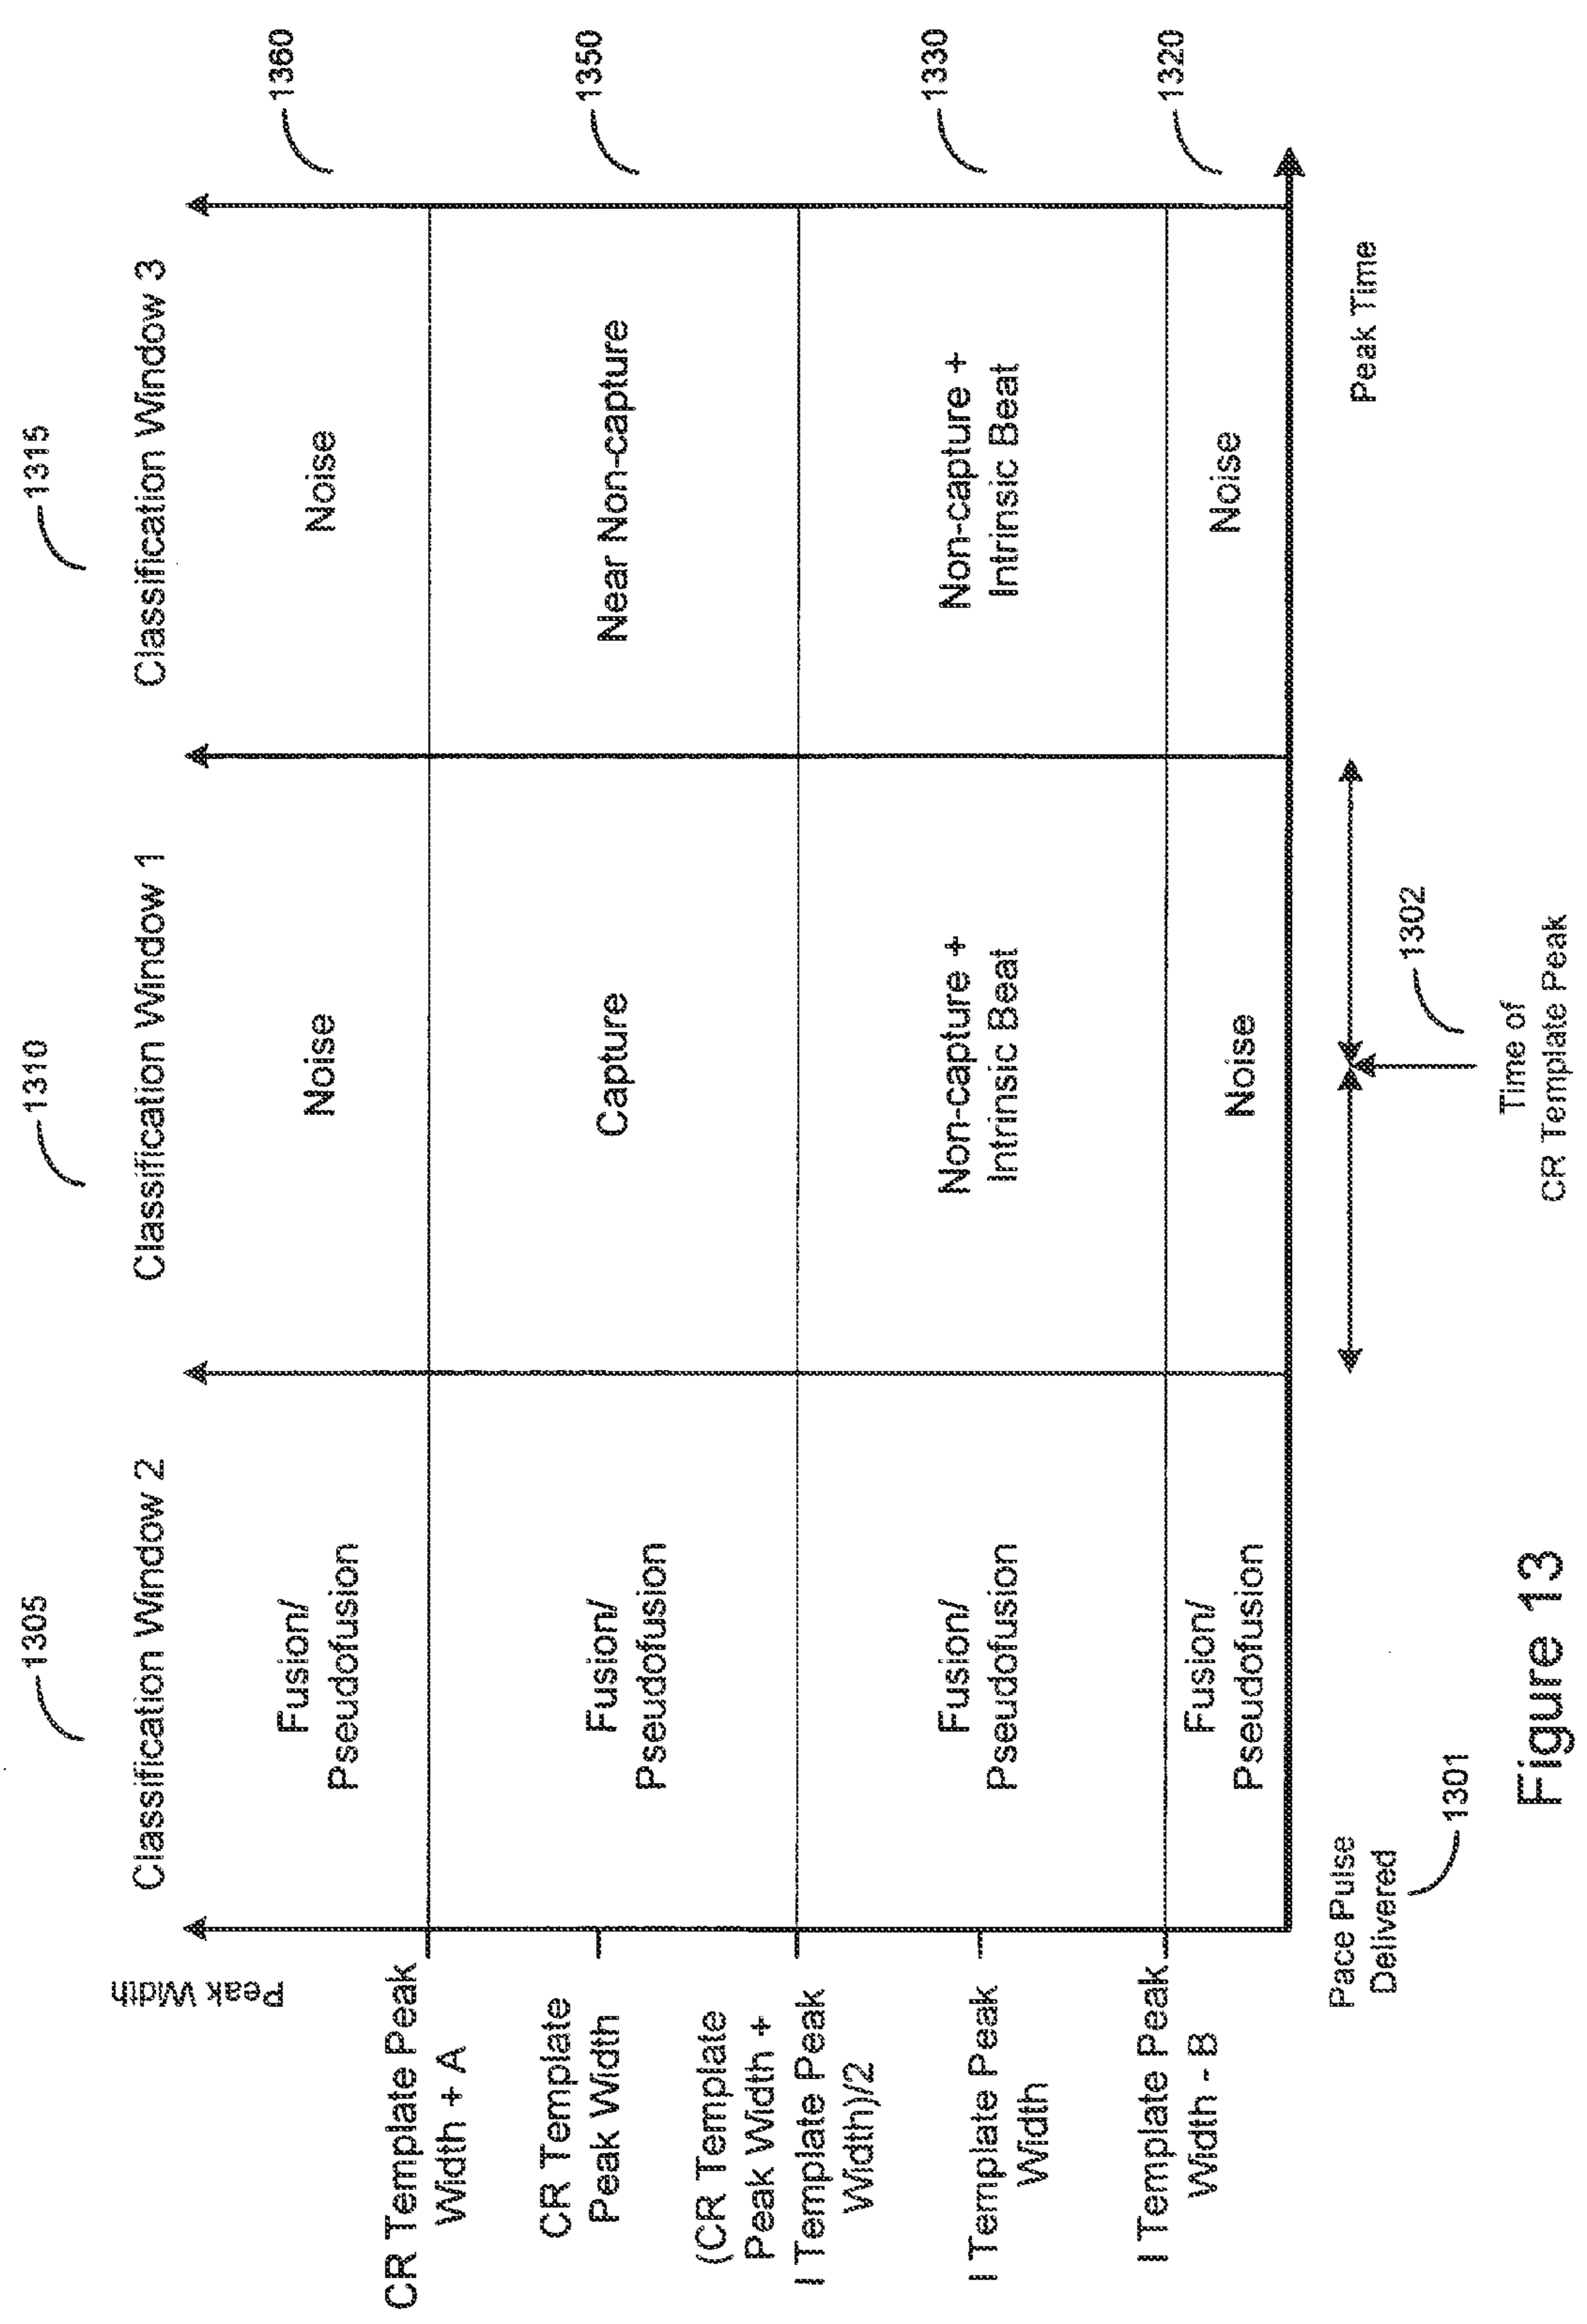 1305
1310
1315
Classification Window 2
Classification Window 1
Classification Window 3
Peak Width
CR Template Peak
Width + A
Fusion/
Pseudofusion
Noise
Noise
1360
CR Template
Peak Width
Fusion/
Pseudofusion
Capture
Near Non-capture
1350
(CR Template
Peak Width +
I Template Peak
Width)/2
I Template Peak
Width
Fusion/
Pseudofusion
Non-capture +
Intrinsic Beat
Non-capture +
Intrinsic Beat
1330
I Template Peak
Width - B
Fusion/
Pseudofusion
Noise
Noise
1320
Pace Pulse
Delivered
1301
Peak Time
1302
Time of
CR Template Peak
Figure 13